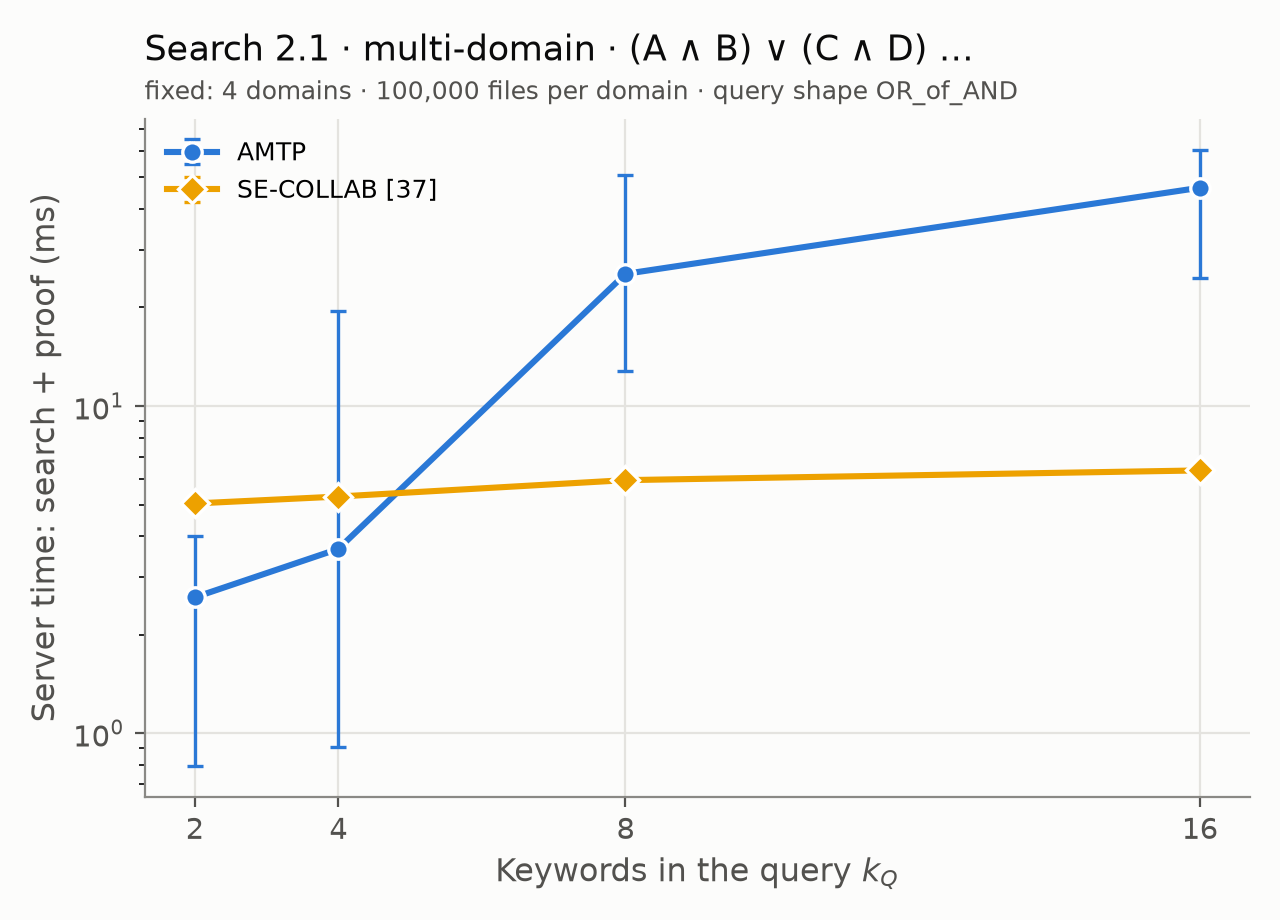 Search 2.1 · multi-domain · (A ∧ B) ∨ (C ∧ D) ...
fixed: 4 domains · 100,000 files per domain · query shape OR_of_AND
AMTP
SE-COLLAB [37]
Server time: search + proof (ms)
10¹
10⁰
2 4 8 16
Keywords in the query k_Q